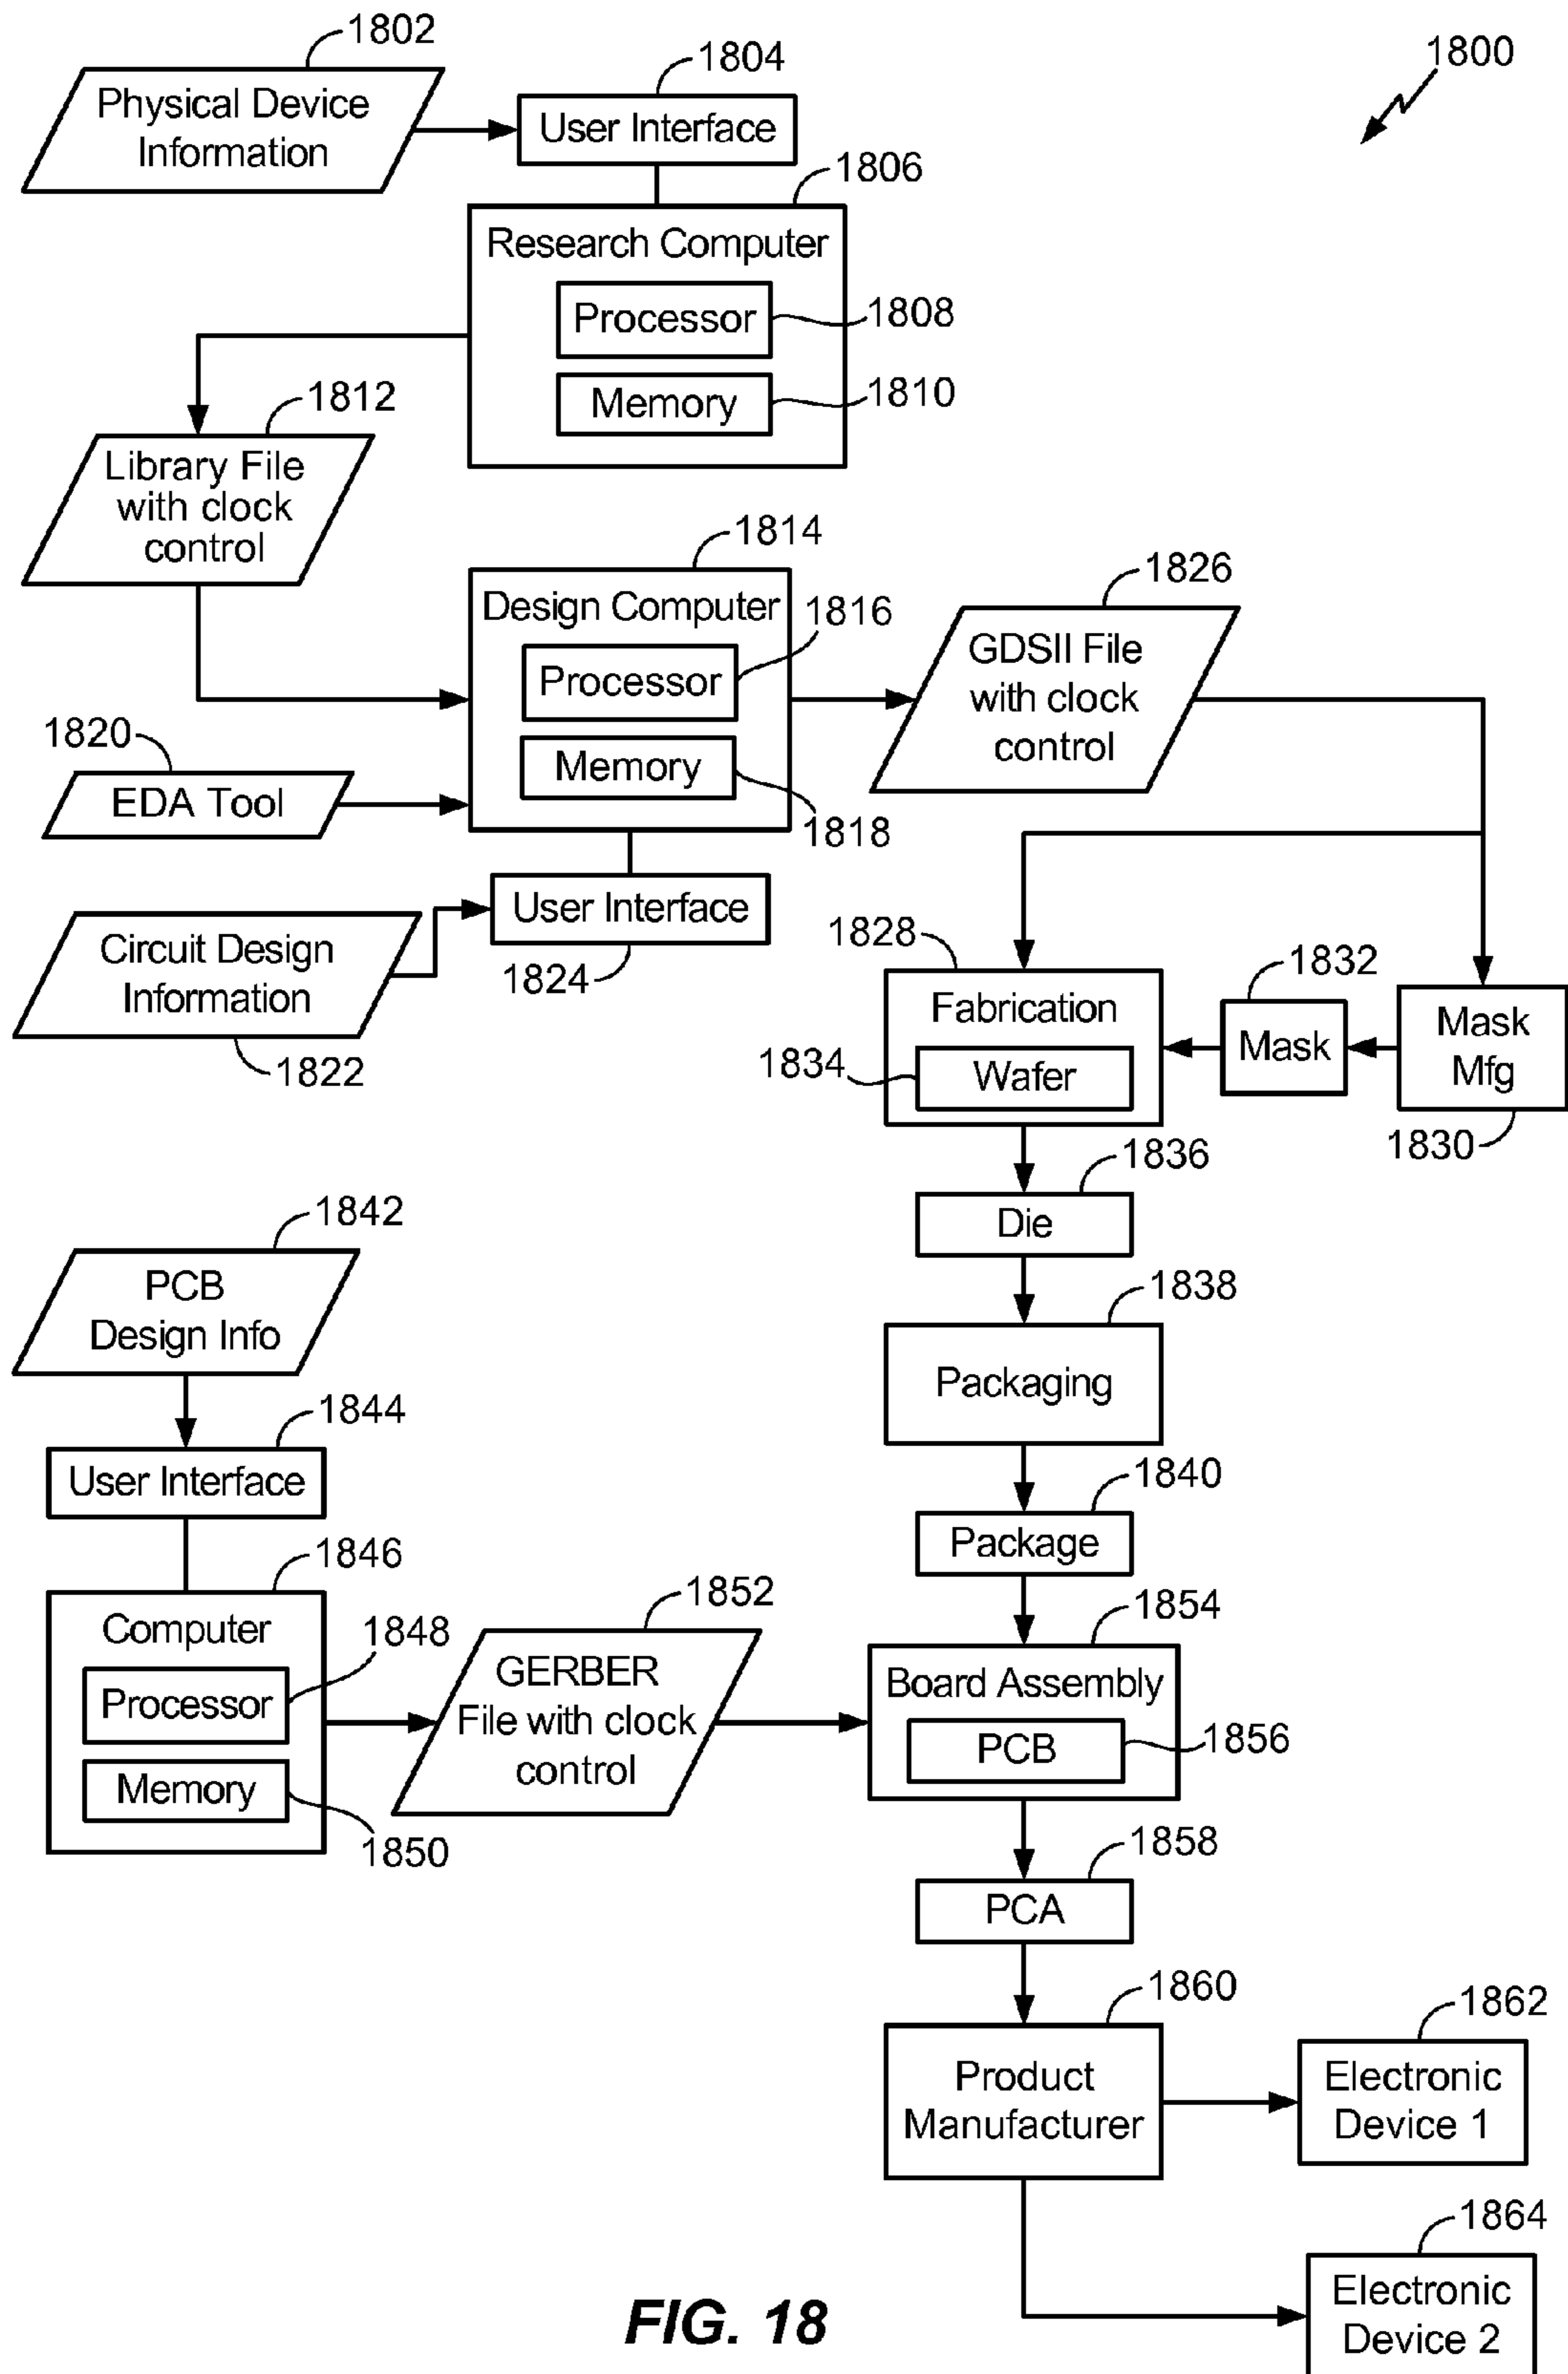 1802
1804
1800
Physical Device
Information
User Interface
1806
Research Computer
Processor
1808
Memory
1810
1812
Library File
with clock
control
1814
Design Computer
1816
Processor
Memory
1818
1826
GDSII File
with clock
control
1820
EDA Tool
User Interface
1824
Circuit Design
Information
1822
1828
Fabrication
1834
Wafer
1832
Mask
Mask
Mfg
1830
1836
Die
1838
Packaging
1840
Package
1842
PCB
Design Info
1844
User Interface
1846
Computer
1848
Processor
Memory
1850
1852
GERBER
File with clock
control
1854
Board Assembly
PCB
1856
1858
PCA
1860
Product
Manufacturer
1862
Electronic
Device 1
1864
Electronic
Device 2
FIG. 18